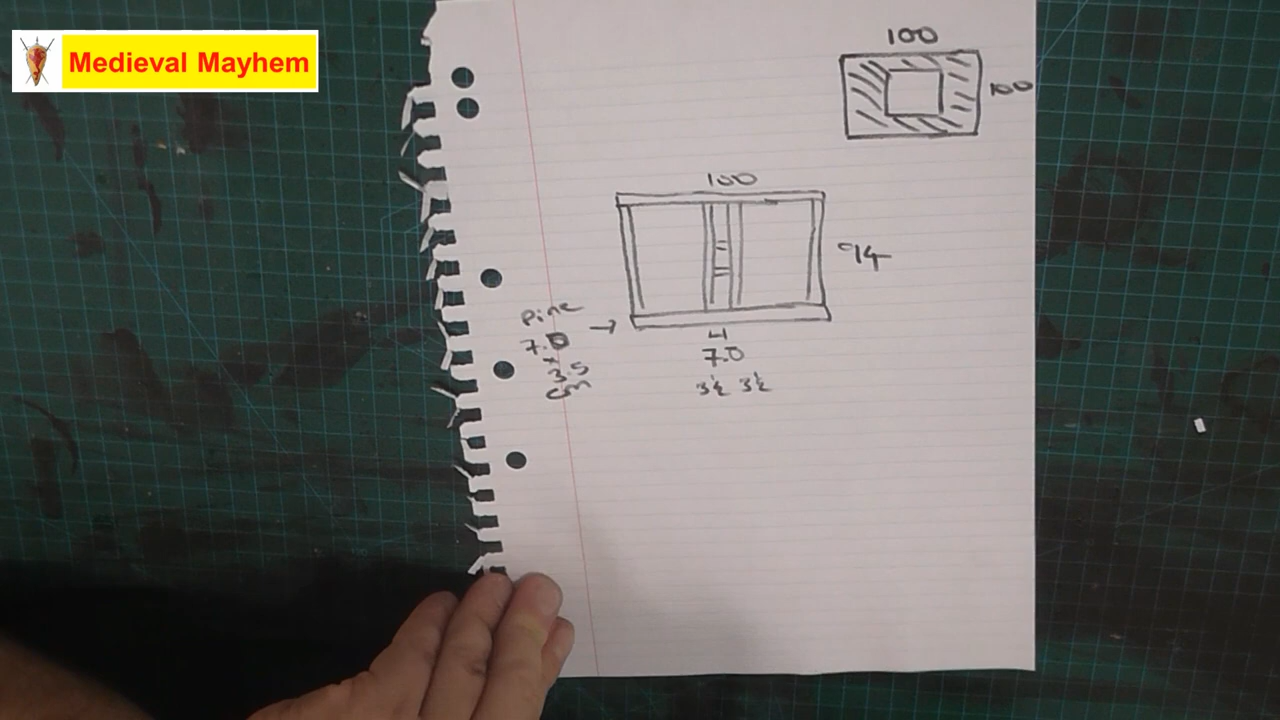 Medieval Mayhem
100
100
100
94
Pine
7.0
x
3.5
cm
7.0
3½ 3½